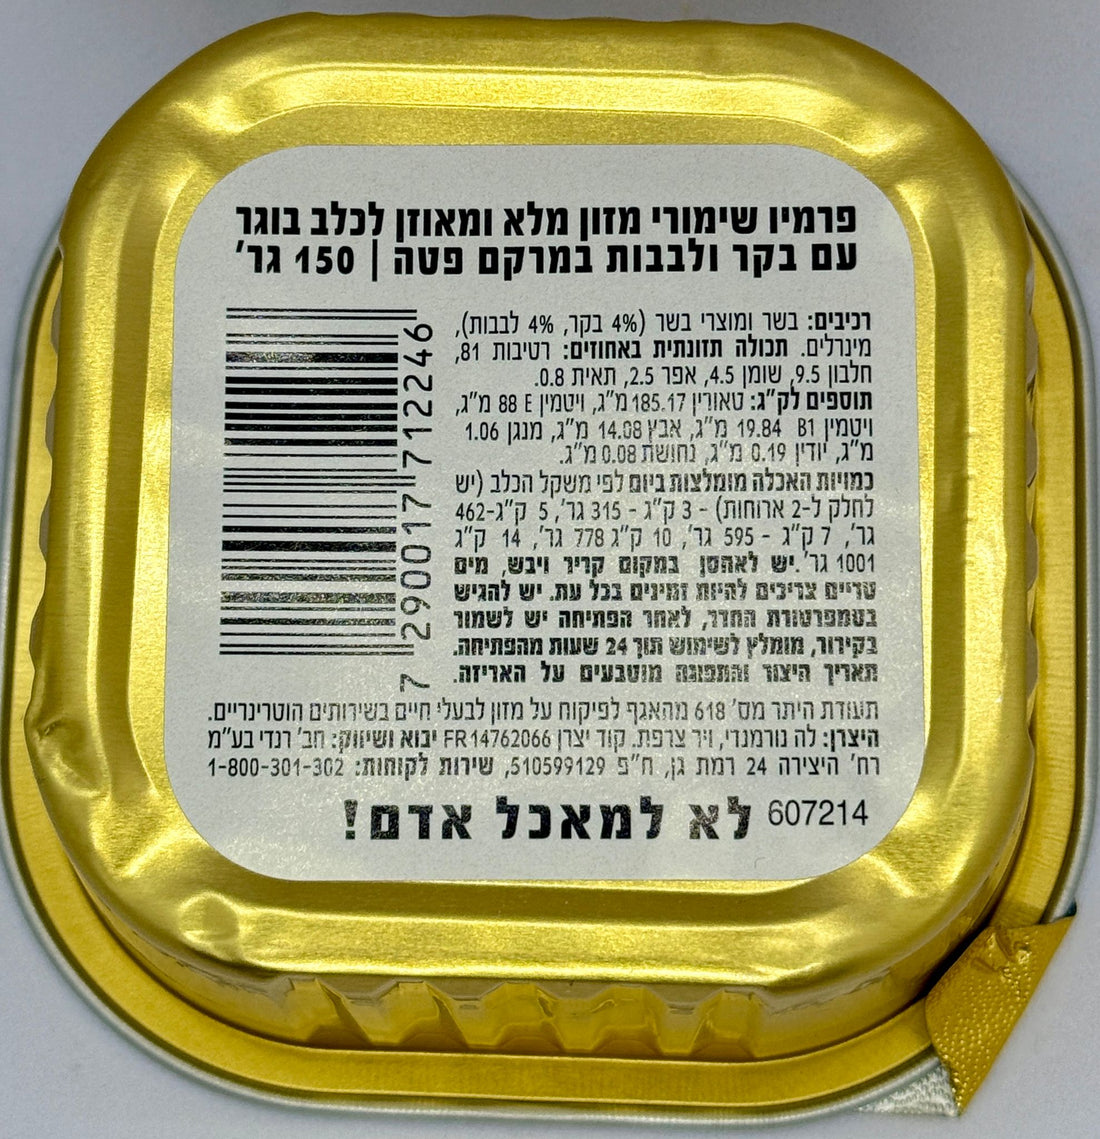 פרמיו שימורי מזון מלא ומאוזן לכלב בוגר
עם בקר ולבבות במרקם פטה | 150 גר'
רכיבים: בשר ומוצרי בשר (4% בקר, 4% לבבות),
מינרלים. תכולה תזונתית באחוזים: רטיבות 81,
חלבון 9.5, שומן 4.5, אפר 2.5, תאית 0.8.
תוספים לק"ג: טאורין 185.17 מ"ג, ויטמין E 88 מ"ג,
ויטמין B1 19.84 מ"ג, אבץ 14.08 מ"ג, מנגן 1.06
מ"ג, יודין 0.19 מ"ג, נחושת 0.08 מ"ג.
כמויות האכלה מומלצות ביום לפי משקל הכלב (יש
לחלק ל-2 ארוחות) - 3 ק"ג - 315 גר', 5 ק"ג-462
גר', 7 ק"ג - 595 גר', 10 ק"ג 778 גר', 14 ק"ג
1001 גר'. יש לאחסן במקום קריר ויבש, מים
טריים צריכים להיות זמינים בכל עת. יש להגיש
בטמפרטורת החדר, לאחר הפתיחה יש לשמור
בקירור, מומלץ לשימוש תוך 24 שעות מהפתיחה.
תאריך היצור והתפוגה מוטבעים על האריזה.
7 290017 712246
תעודת היתר מס' 618 מהאגף לפיקוח על מזון לבעלי חיים בשירותים הוטרינריים.
היצרן: לה נורמנדי, ויר צרפת. קוד יצרן FR14762066 יבוא ושיווק: חב' רנדי בע"מ
רח' היצירה 24 רמת גן, ח"פ 510599129, שירות לקוחות: 1-800-301-302
607214 לא למאכל אדם!